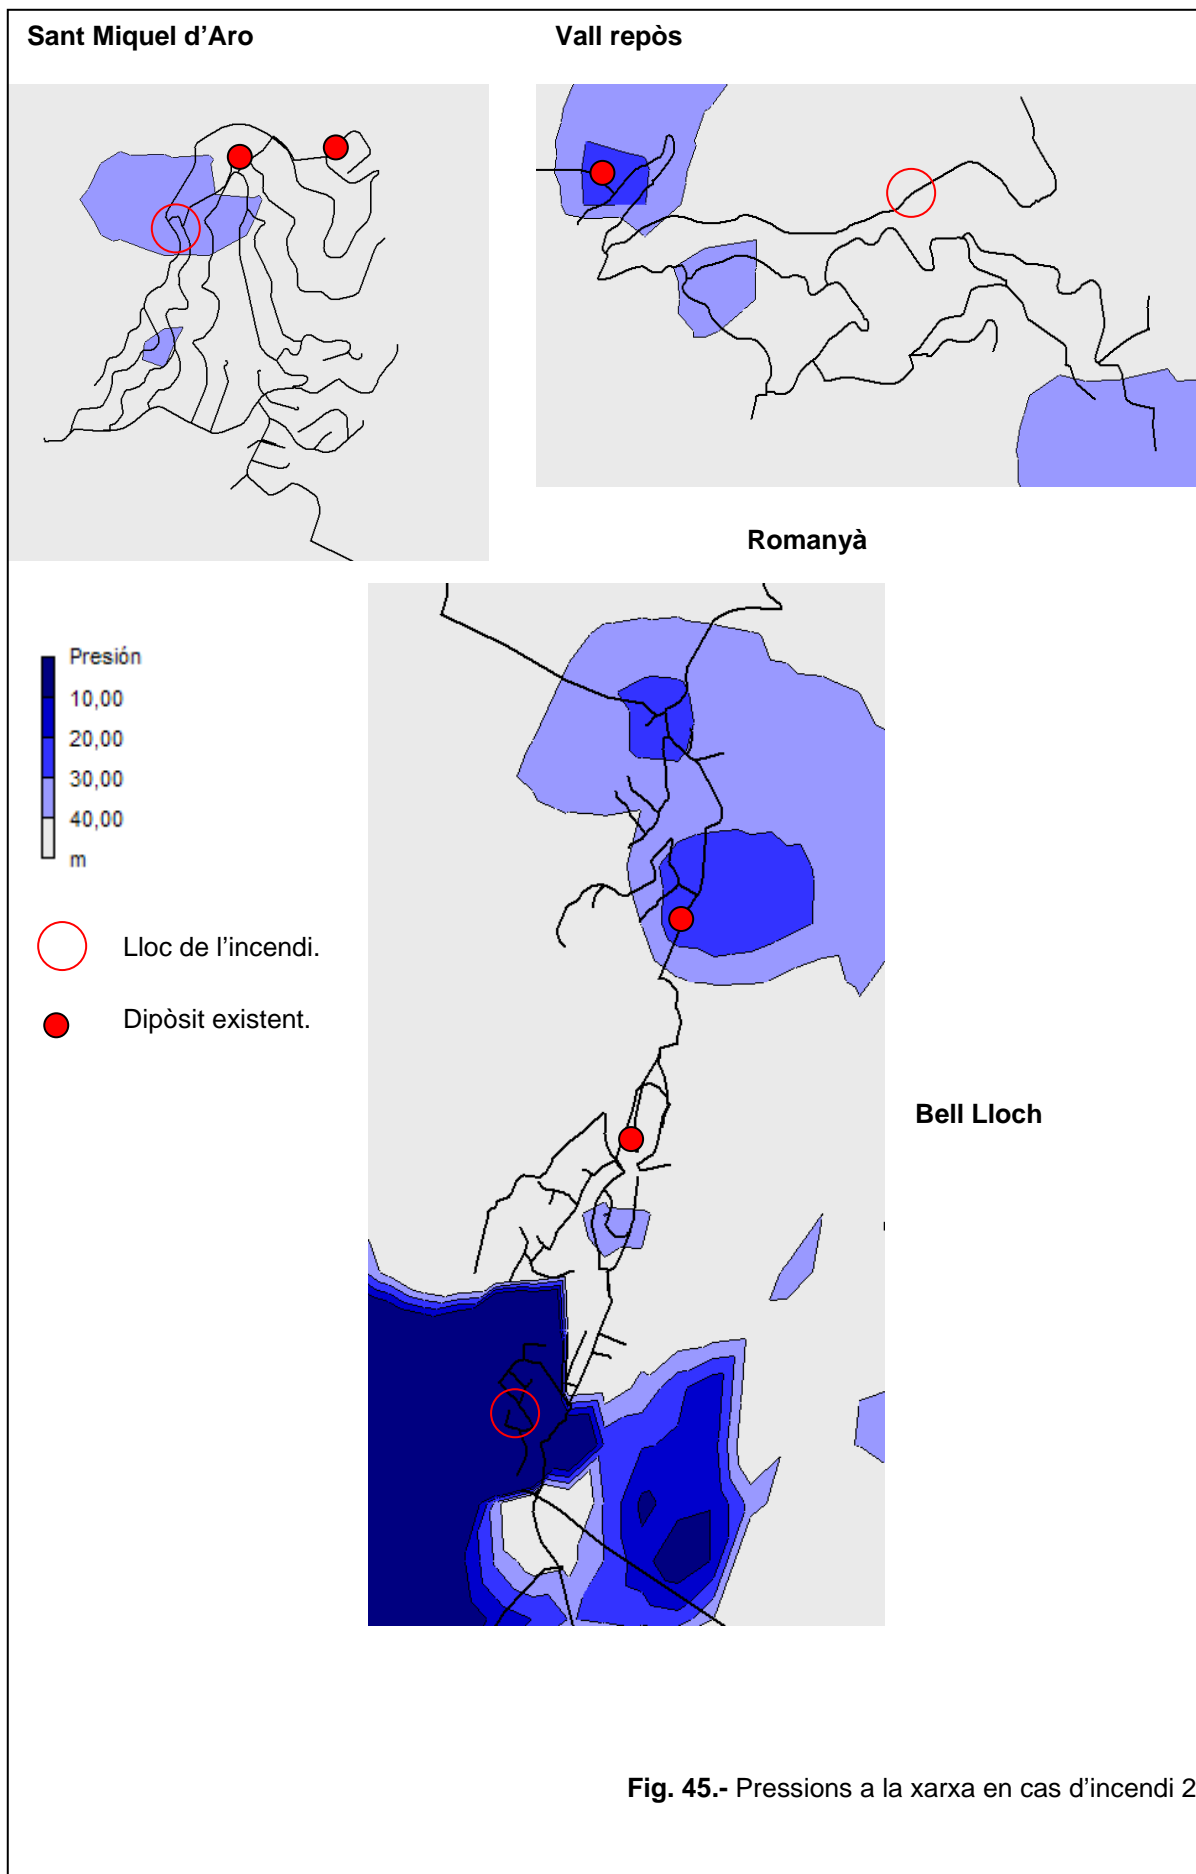 Sant Miquel d’Aro
Vall repòs
Romanyà
Presión
10,00
20,00
30,00
40,00
m
Lloc de l’incendi.
Dipòsit existent.
Bell Lloch
Fig. 45.- Pressions a la xarxa en cas d’incendi 2